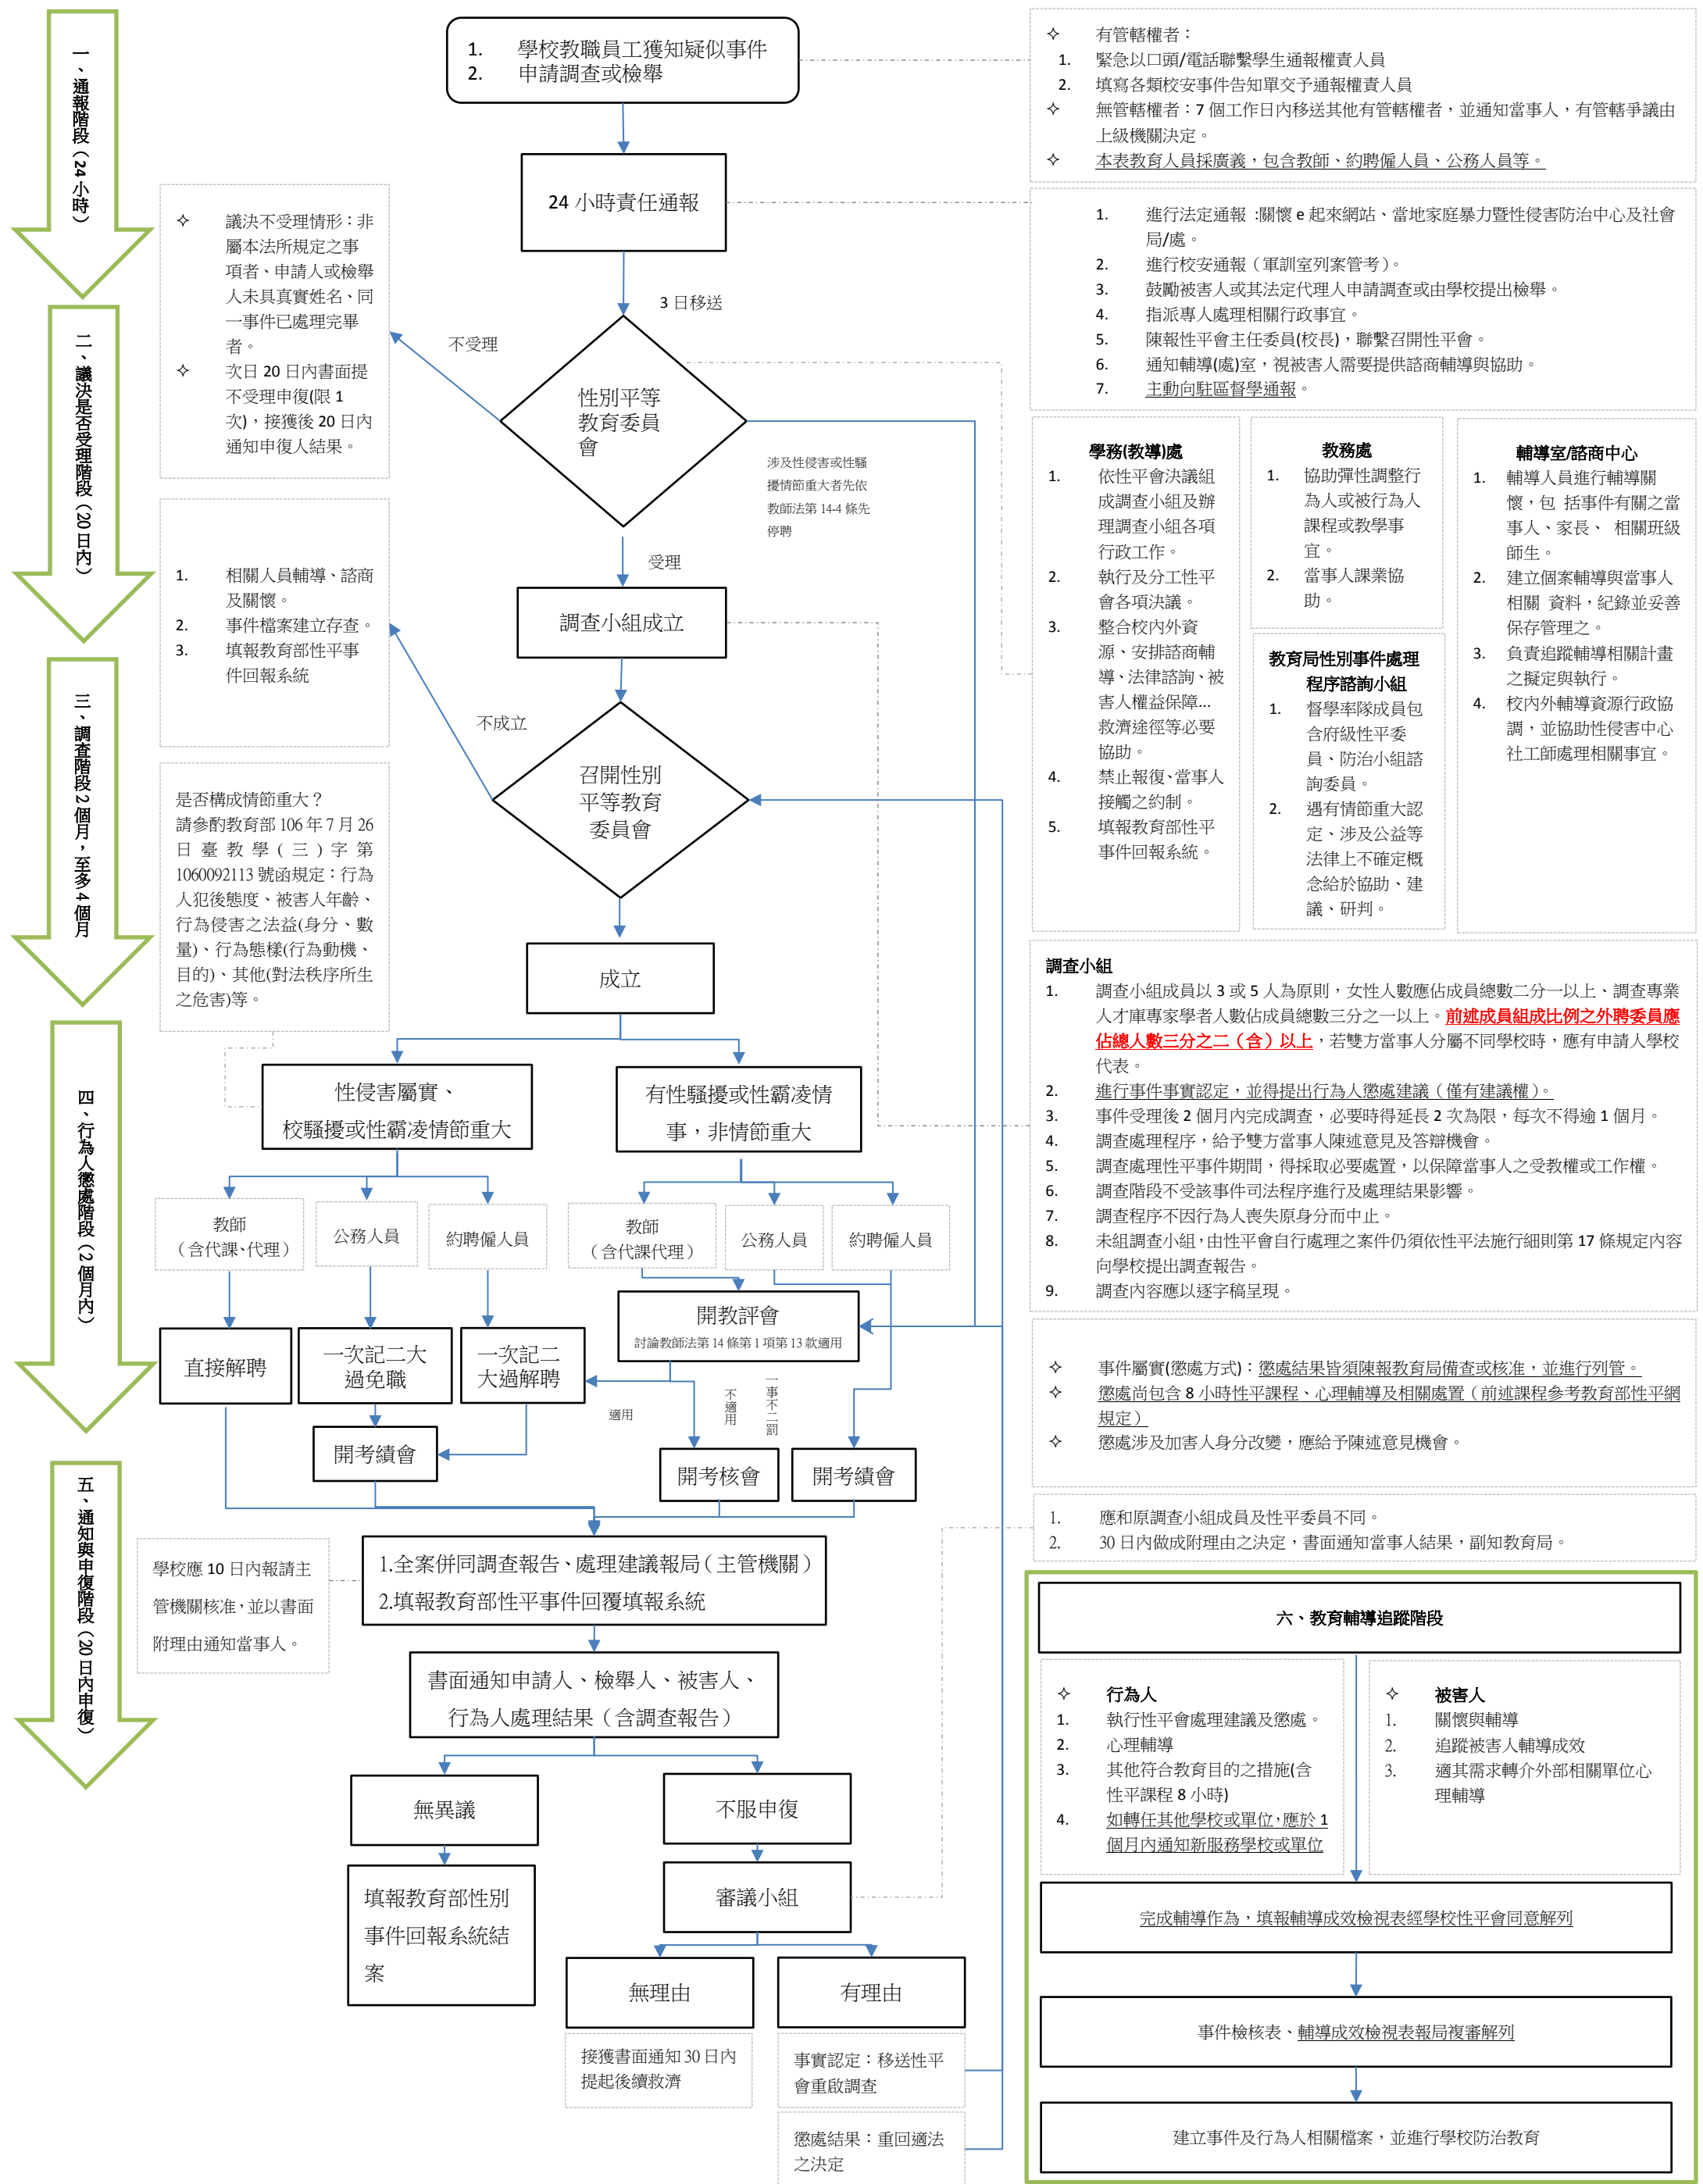 一、通報階段（24 小時）
二、議決是否受理階段（20 日內）
三、調查階段 2 個月，至多 4 個月
四、行為人懲處階段（2 個月內）
五、通知與申復階段（20 日內申復）
1. 學校教職員工獲知疑似事件
2. 申請調查或檢舉
24 小時責任通報
3 日移送
✧ 議決不受理情形：非
屬本法所規定之事
項者、申請人或檢舉
人未具真實姓名、同
一事件已處理完畢
者。
✧ 次日 20 日內書面提
不受理申復(限 1
次)，接獲後 20 日內
通知申復人結果。
不受理
性別平等
教育委員
會
涉及性侵害或性騷
擾情節重大者先依
教師法第 14-4 條先
停聘
受理
調查小組成立
1. 相關人員輔導、諮商
及關懷。
2. 事件檔案建立存查。
3. 填報教育部性平事
件回報系統
不成立
召開性別
平等教育
委員會
是否構成情節重大？
請參酌教育部 106 年 7 月 26
日臺教學(三)字第
1060092113 號函規定：行為
人犯後態度、被害人年齡、
行為侵害之法益(身分、數
量)、行為態樣(行為動機、
目的)、其他(對法秩序所生
之危害)等。
成立
性侵害屬實、
校騷擾或性霸凌情節重大
有性騷擾或性霸凌情
事，非情節重大
教師
（含代課、代理）
公務人員
約聘僱人員
教師
（含代課代理）
公務人員
約聘僱人員
開教評會
討論教師法第 14 條第 1 項第 13 款適用
直接解聘
一次記二大
過免職
一次記二
大過解聘
適用
不適用
一事不二罰
開考績會
開考核會
開考績會
學校應 10 日內報請主
管機關核准，並以書面
附理由通知當事人。
1.全案併同調查報告、處理建議報局（主管機關）
2.填報教育部性平事件回覆填報系統
書面通知申請人、檢舉人、被害人、
行為人處理結果（含調查報告）
無異議
不服申復
填報教育部性別
事件回報系統結
案
審議小組
無理由
有理由
接獲書面通知 30 日內
提起後續救濟
事實認定：移送性平
會重啟調查
懲處結果：重回適法
之決定
✧ 有管轄權者：
1. 緊急以口頭/電話聯繫學生通報權責人員
2. 填寫各類校安事件告知單交予通報權責人員
✧ 無管轄權者：7 個工作日內移送其他有管轄權者，並通知當事人，有管轄爭議由
上級機關決定。
✧ 本表教育人員採廣義，包含教師、約聘僱人員、公務人員等。
1. 進行法定通報 :關懷 e 起來網站、當地家庭暴力暨性侵害防治中心及社會
局/處。
2. 進行校安通報（軍訓室列案管考）。
3. 鼓勵被害人或其法定代理人申請調查或由學校提出檢舉。
4. 指派專人處理相關行政事宜。
5. 陳報性平會主任委員(校長)，聯繫召開性平會。
6. 通知輔導(處)室，視被害人需要提供諮商輔導與協助。
7. 主動向駐區督學通報。
學務(教導)處
1. 依性平會決議組
成調查小組及辦
理調查小組各項
行政工作。
2. 執行及分工性平
會各項決議。
3. 整合校內外資
源、安排諮商輔
導、法律諮詢、被
害人權益保障...
救濟途徑等必要
協助。
4. 禁止報復、當事人
接觸之約制。
5. 填報教育部性平
事件回報系統。
教務處
1. 協助彈性調整行
為人或被行為人
課程或教學事
宜。
2. 當事人課業協
助。
教育局性別事件處理
程序諮詢小組
1. 督學率隊成員包
含府級性平委
員、防治小組諮
詢委員。
2. 遇有情節重大認
定、涉及公益等
法律上不確定概
念給於協助、建
議、研判。
輔導室/諮商中心
1. 輔導人員進行輔導關
懷，包 括事件有關之當
事人、家長、 相關班級
師生。
2. 建立個案輔導與當事人
相關 資料，紀錄並妥善
保存管理之。
3. 負責追蹤輔導相關計畫
之擬定與執行。
4. 校內外輔導資源行政協
調，並協助性侵害中心
社工師處理相關事宜。
調查小組
1. 調查小組成員以 3 或 5 人為原則，女性人數應佔成員總數二分一以上、調查專業
人才庫專家學者人數佔成員總數三分之一以上。前述成員組成比例之外聘委員應
佔總人數三分之二（含）以上，若雙方當事人分屬不同學校時，應有申請人學校
代表。
2. 進行事件事實認定，並得提出行為人懲處建議（僅有建議權）。
3. 事件受理後 2 個月內完成調查，必要時得延長 2 次為限，每次不得逾 1 個月。
4. 調查處理程序，給予雙方當事人陳述意見及答辯機會。
5. 調查處理性平事件期間，得採取必要處置，以保障當事人之受教權或工作權。
6. 調查階段不受該事件司法程序進行及處理結果影響。
7. 調查程序不因行為人喪失原身分而中止。
8. 未組調查小組，由性平會自行處理之案件仍須依性平法施行細則第 17 條規定內容
向學校提出調查報告。
9. 調查內容應以逐字稿呈現。
✧ 事件屬實(懲處方式)：懲處結果皆須陳報教育局備查或核准，並進行列管。
✧ 懲處尚包含 8 小時性平課程、心理輔導及相關處置（前述課程參考教育部性平網
規定）
✧ 懲處涉及加害人身分改變，應給予陳述意見機會。
1. 應和原調查小組成員及性平委員不同。
2. 30 日內做成附理由之決定，書面通知當事人結果，副知教育局。
六、教育輔導追蹤階段
✧ 行為人
1. 執行性平會處理建議及懲處。
2. 心理輔導
3. 其他符合教育目的之措施(含
性平課程 8 小時)
4. 如轉任其他學校或單位，應於 1
個月內通知新服務學校或單位
✧ 被害人
1. 關懷與輔導
2. 追蹤被害人輔導成效
3. 適其需求轉介外部相關單位心
理輔導
完成輔導作為，填報輔導成效檢視表經學校性平會同意解列
事件檢核表、輔導成效檢視表報局複審解列
建立事件及行為人相關檔案，並進行學校防治教育